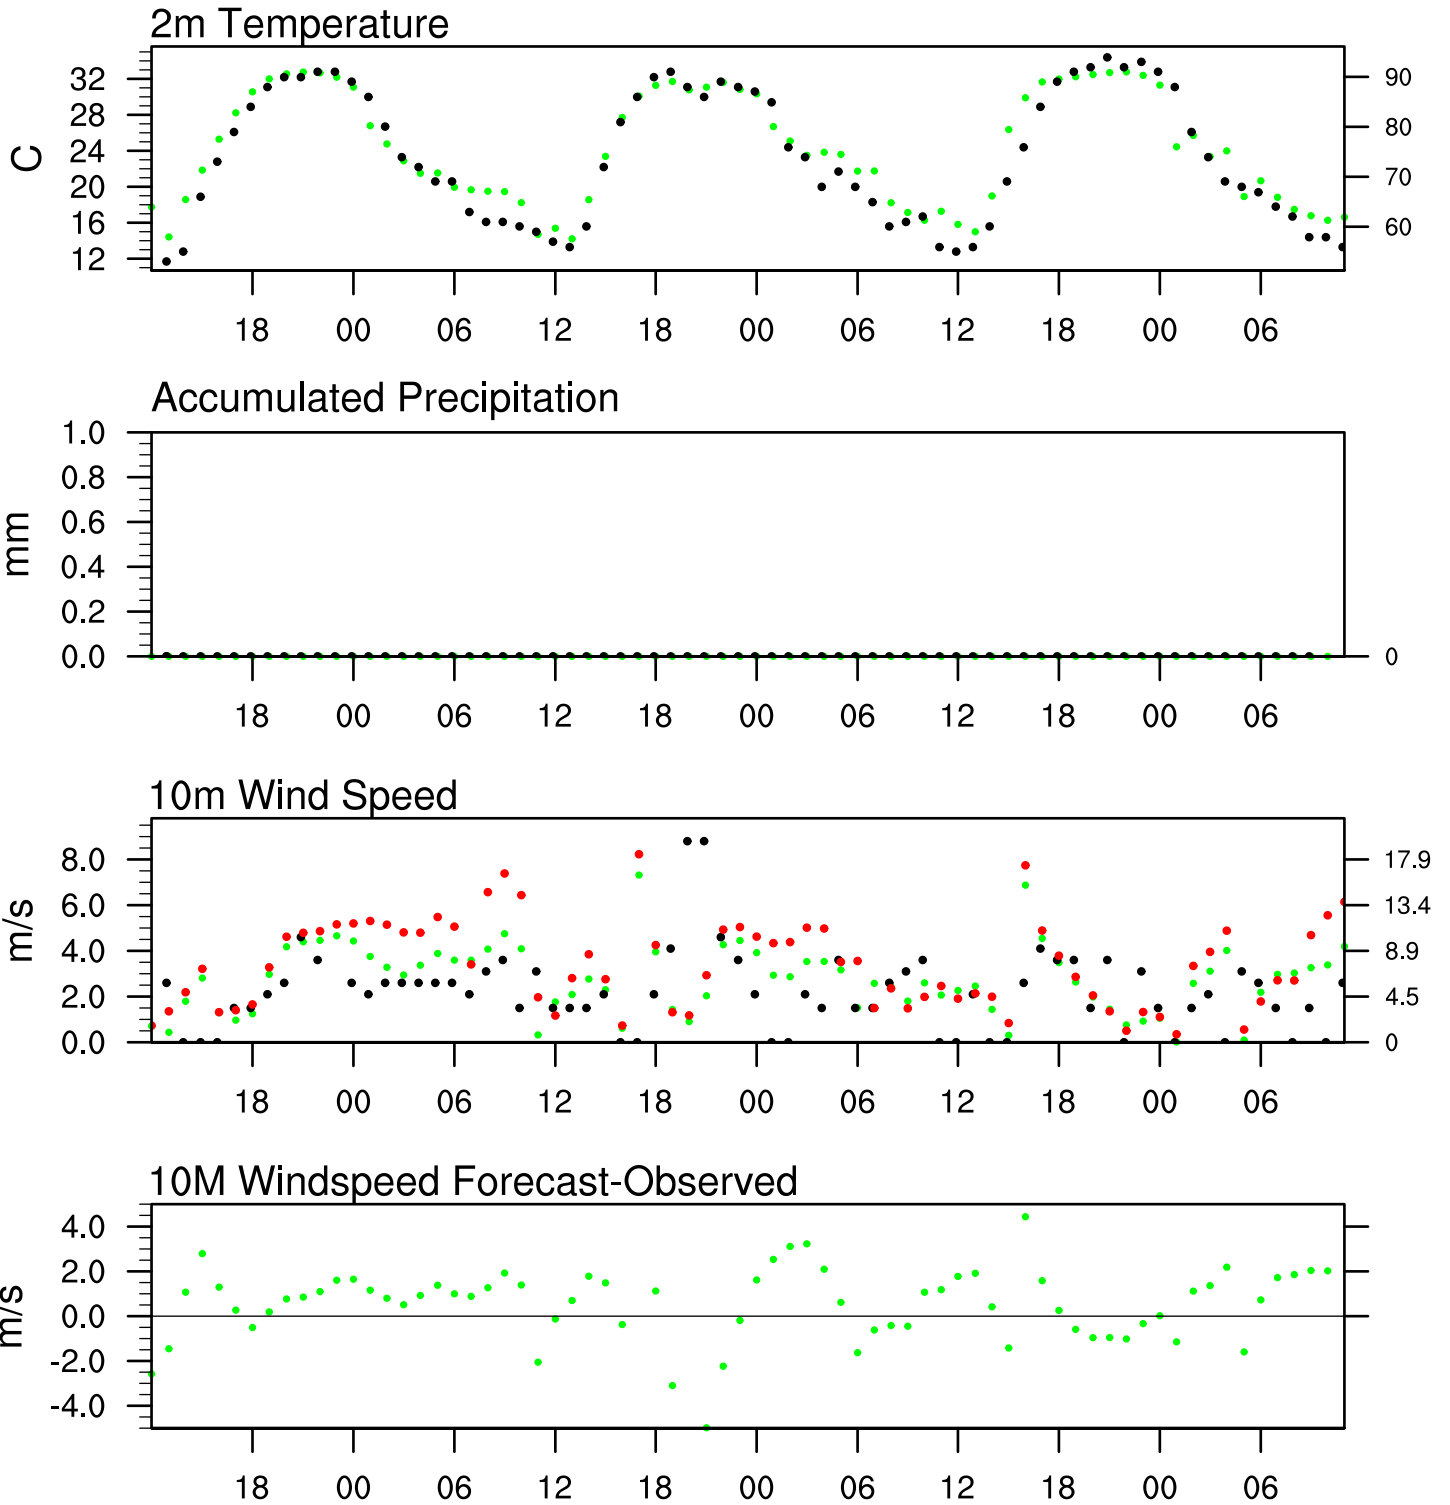 2m Temperature
32
28
24
20
16
12
C
90
80
70
60
18 00 06 12 18 00 06 12 18 00 06
Accumulated Precipitation
1.0
0.8
0.6
0.4
0.2
0.0
mm
0
18 00 06 12 18 00 06 12 18 00 06
10m Wind Speed
8.0
6.0
4.0
2.0
0.0
m/s
17.9
13.4
8.9
4.5
0
18 00 06 12 18 00 06 12 18 00 06
10M Windspeed Forecast-Observed
4.0
2.0
0.0
-2.0
-4.0
m/s
18 00 06 12 18 00 06 12 18 00 06